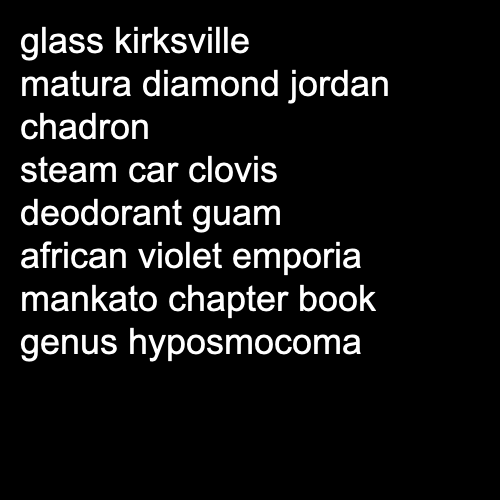 glass kirksville
matura diamond jordan
chadron
steam car clovis
deodorant guam
african violet emporia
mankato chapter book
genus hyposmocoma